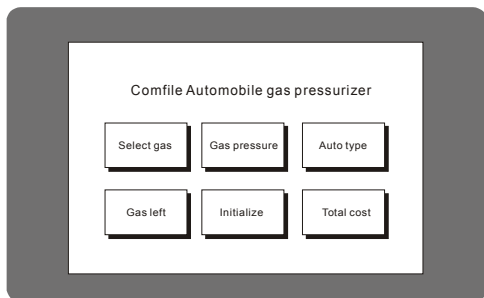 Comfile Automobile gas pressurizer
Select gas Gas pressure Auto type
Gas left Initialize Total cost